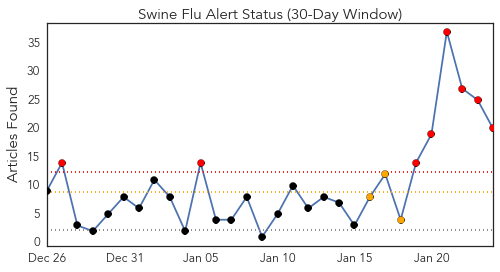 Swine Flu Alert Status (30-Day Window)
Articles Found
35
30
25
20
15
10
5
0
Dec 26
Dec 31
Jan 05
Jan 10
Jan 15
Jan 20